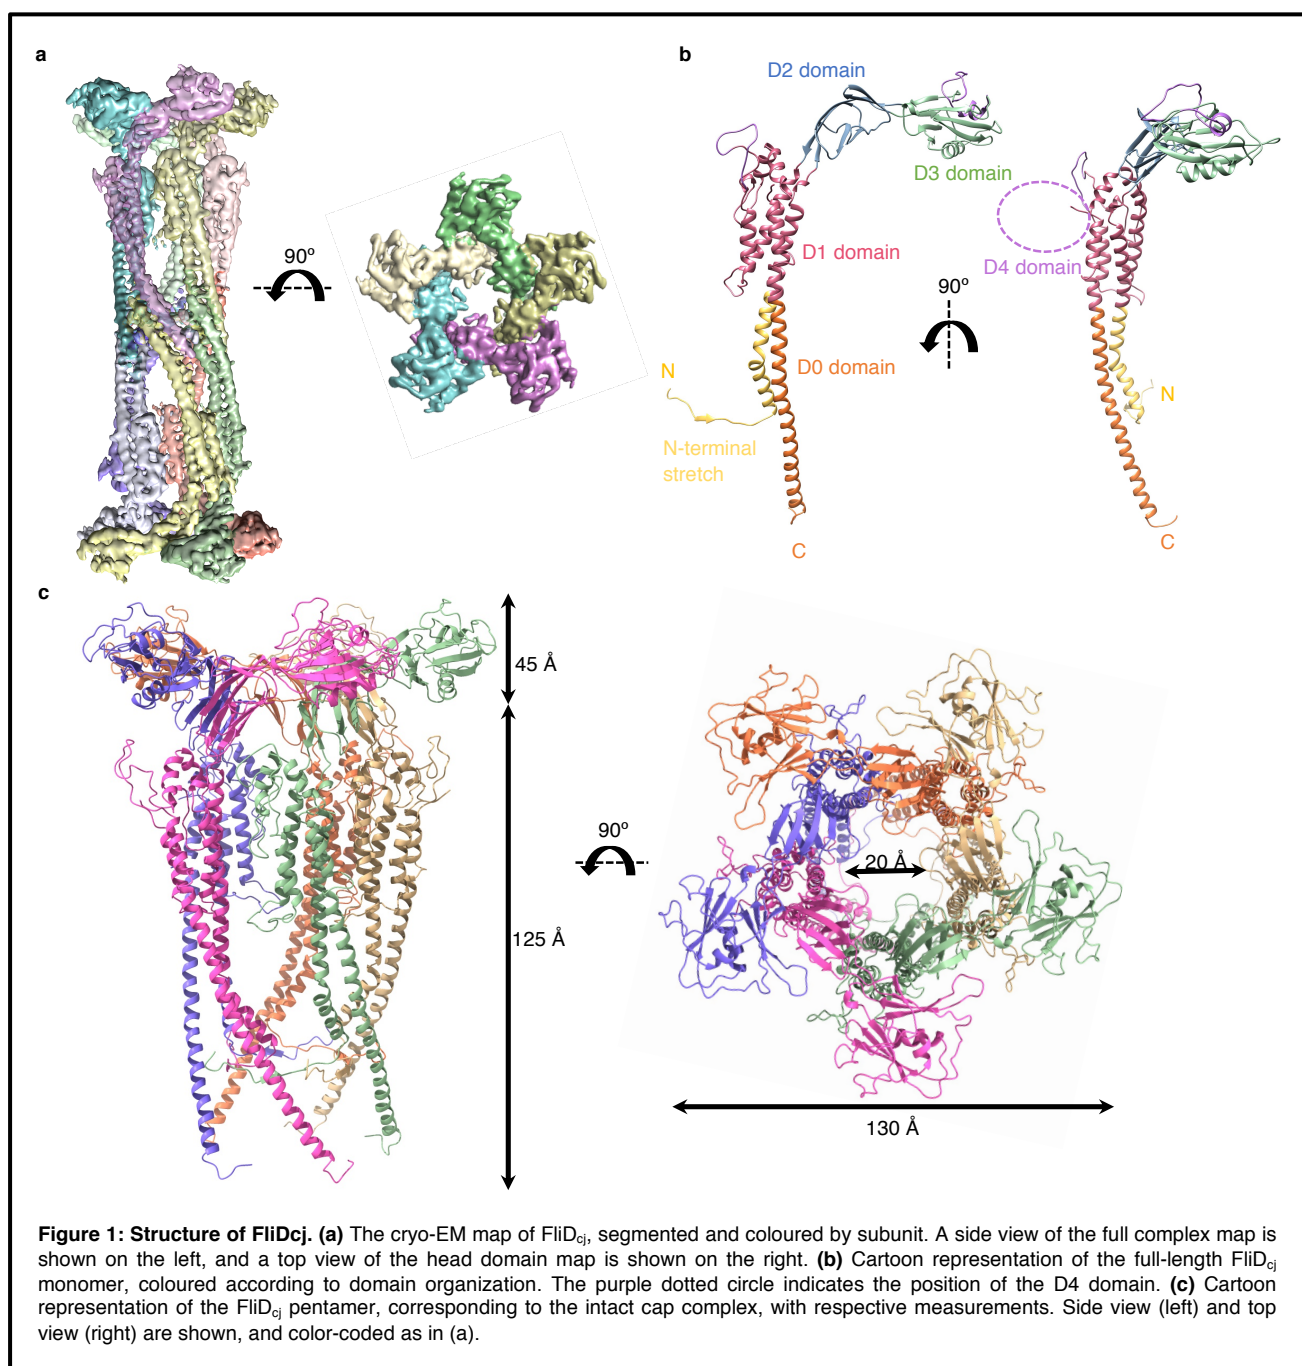 a
90º
b
D2 domain
D3 domain
D1 domain
D4 domain
90º
D0 domain
N
N
N-terminal
stretch
C
C
c
45 Å
90º
20 Å
125 Å
130 Å
Figure 1: Structure of FliDcj. (a) The cryo-EM map of FliDcj, segmented and coloured by subunit. A side view of the full complex map is
shown on the left, and a top view of the head domain map is shown on the right. (b) Cartoon representation of the full-length FliDcj
monomer, coloured according to domain organization. The purple dotted circle indicates the position of the D4 domain. (c) Cartoon
representation of the FliDcj pentamer, corresponding to the intact cap complex, with respective measurements. Side view (left) and top
view (right) are shown, and color-coded as in (a).